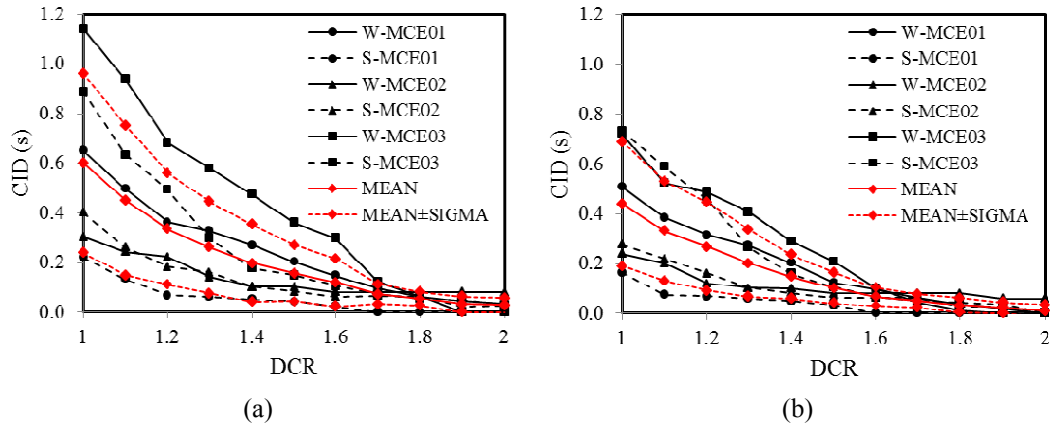 1.2
1.0
0.8
0.6
0.4
0.2
0.0
CID (s)
1
1.2
1.4
1.6
1.8
2
DCR
W-MCE01
S-MCE01
W-MCE02
S-MCE02
W-MCE03
S-MCE03
MEAN
MEAN±SIGMA
(a)
1.2
1.0
0.8
0.6
0.4
0.2
0.0
CID (s)
1
1.2
1.4
1.6
1.8
2
DCR
W-MCE01
S-MCE01
W-MCE02
S-MCE02
W-MCE03
S-MCE03
MEAN
MEAN±SIGMA
(b)